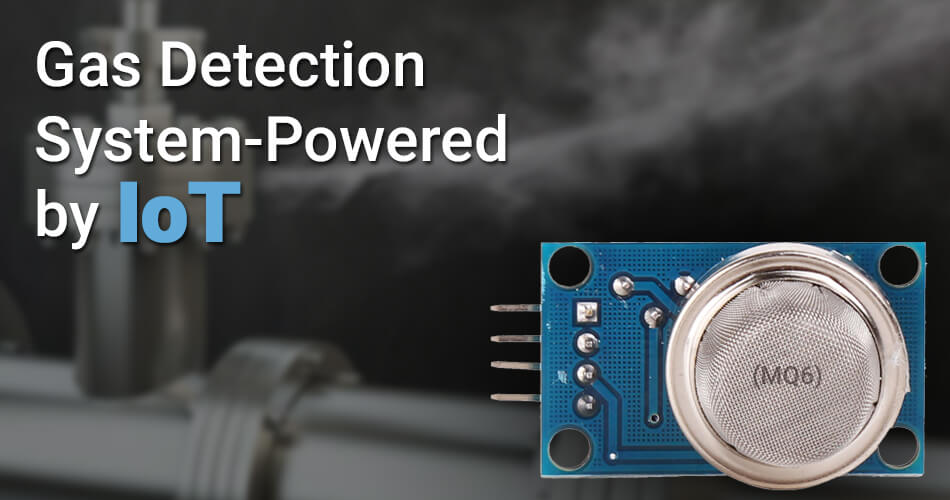 Gas Detection
System-Powered
by IoT
(MQ6)